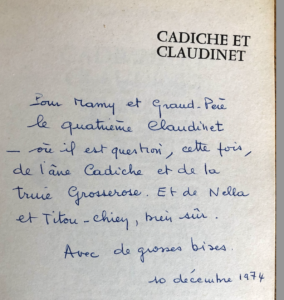 CADICHE ET
CLAUDINET
Pour Mamy et Grand-Père
le quatrième Claudinet
— où il est question, cette fois,
de l'âne Cadiche et de la
truie Grosserose. Et de Nella
et Titou-chien, bien sûr.
Avec de grosses bises.
10 décembre 1974